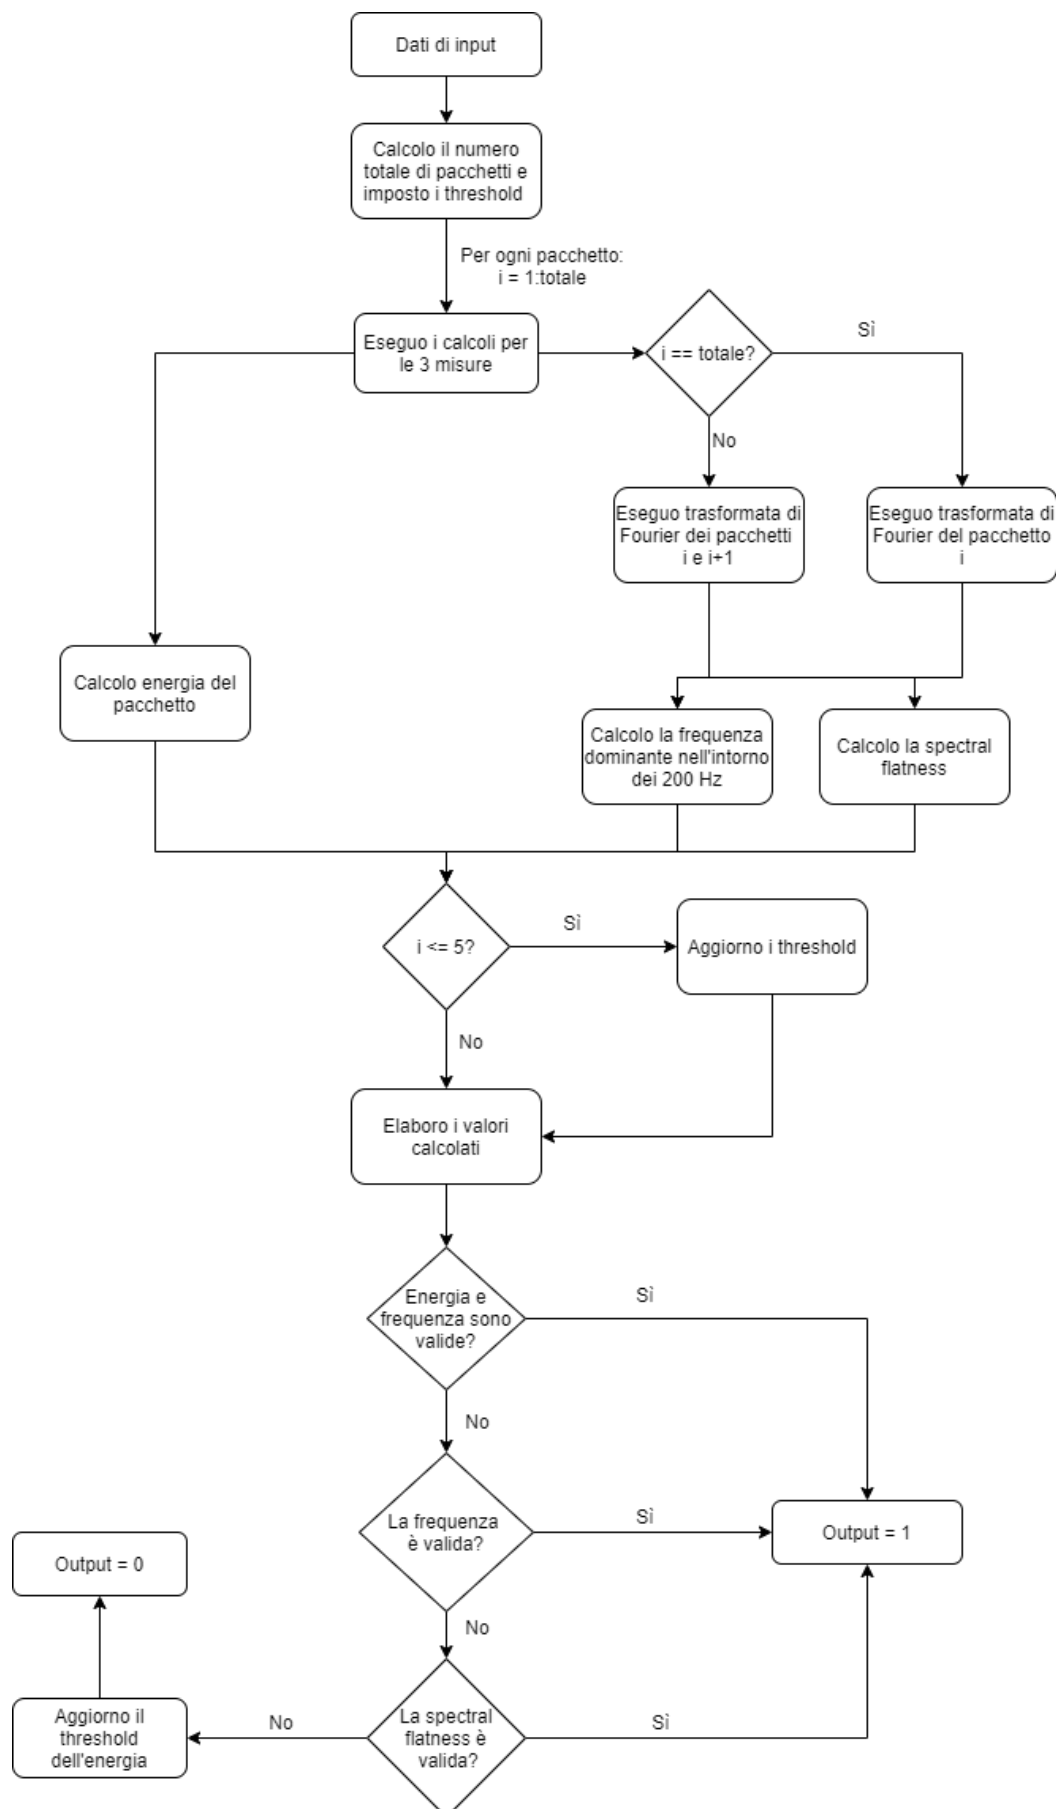 Dati di input
Calcolo il numero
totale di pacchetti e
imposto i threshold
Per ogni pacchetto:
i = 1:totale
Eseguo i calcoli per
le 3 misure
i == totale?
Sì
No
Eseguo trasformata di
Fourier dei pacchetti
i e i+1
Eseguo trasformata di
Fourier del pacchetto
i
Calcolo energia del
pacchetto
Calcolo la frequenza
dominante nell'intorno
dei 200 Hz
Calcolo la spectral
flatness
i <= 5?
Sì
Aggiorno i threshold
No
Elaboro i valori
calcolati
Energia e
frequenza sono
valide?
Sì
No
La frequenza
è valida?
Sì
Output = 1
Output = 0
No
La spectral
flatness è
valida?
Sì
No
Aggiorno il
threshold
dell'energia